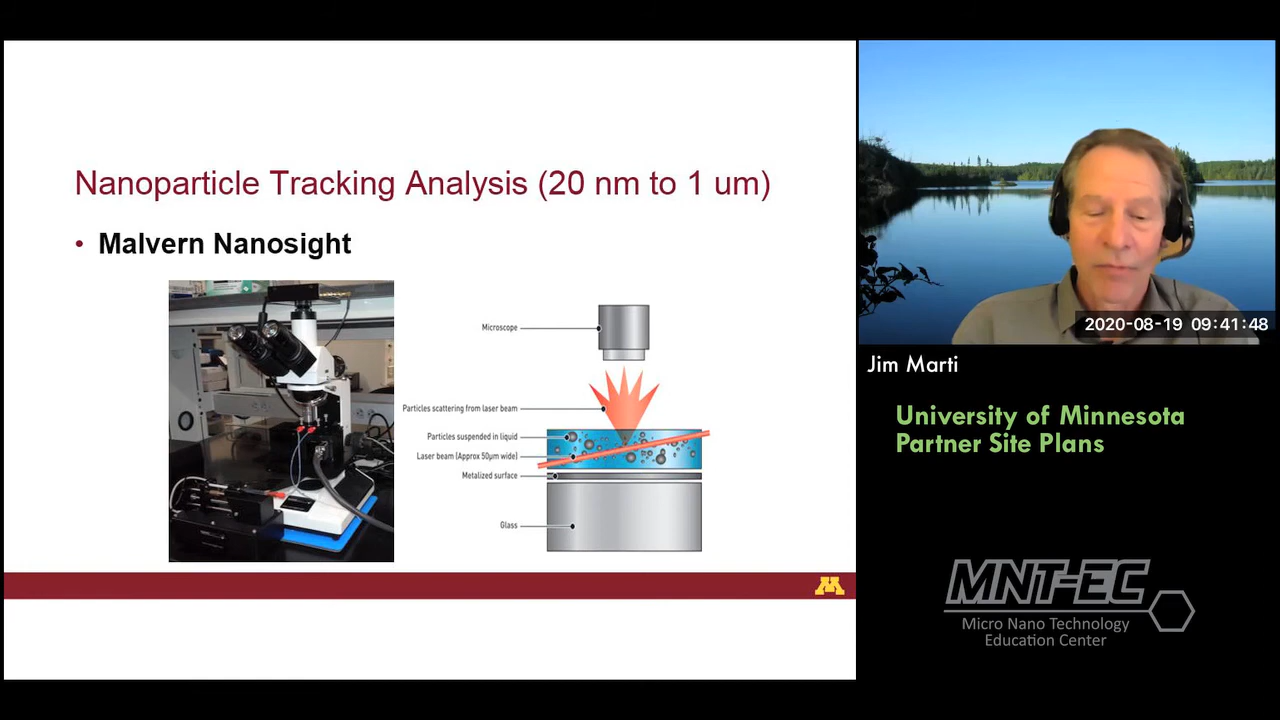 Nanoparticle Tracking Analysis (20 nm to 1 um)
• Malvern Nanosight
Microscope
Particles scattering from laser beam
Particles suspended in liquid
Laser beam (Approx 50µm wide)
Metalized surface
Glass
M
2020-08-19 09:41:48
Jim Marti
University of Minnesota
Partner Site Plans
MNT-EC
Micro Nano Technology
Education Center